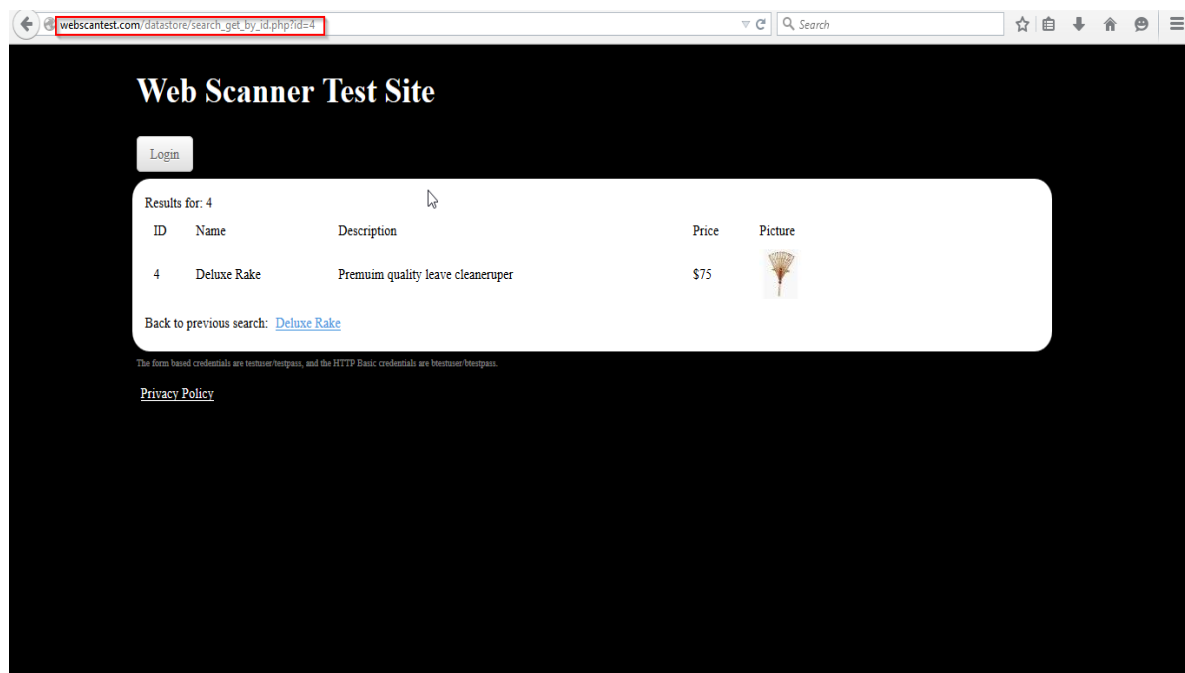 webscantest.com/datastore/search_get_by_id.php?id=4
Search
Web Scanner Test Site
Login
Results for: 4
ID Name Description Price Picture
4 Deluxe Rake Premuim quality leave cleaneruper $75
Back to previous search: Deluxe Rake
The form based credentials are testuser/testpass, and the HTTP Basic credentials are btestuser/btestpass.
Privacy Policy